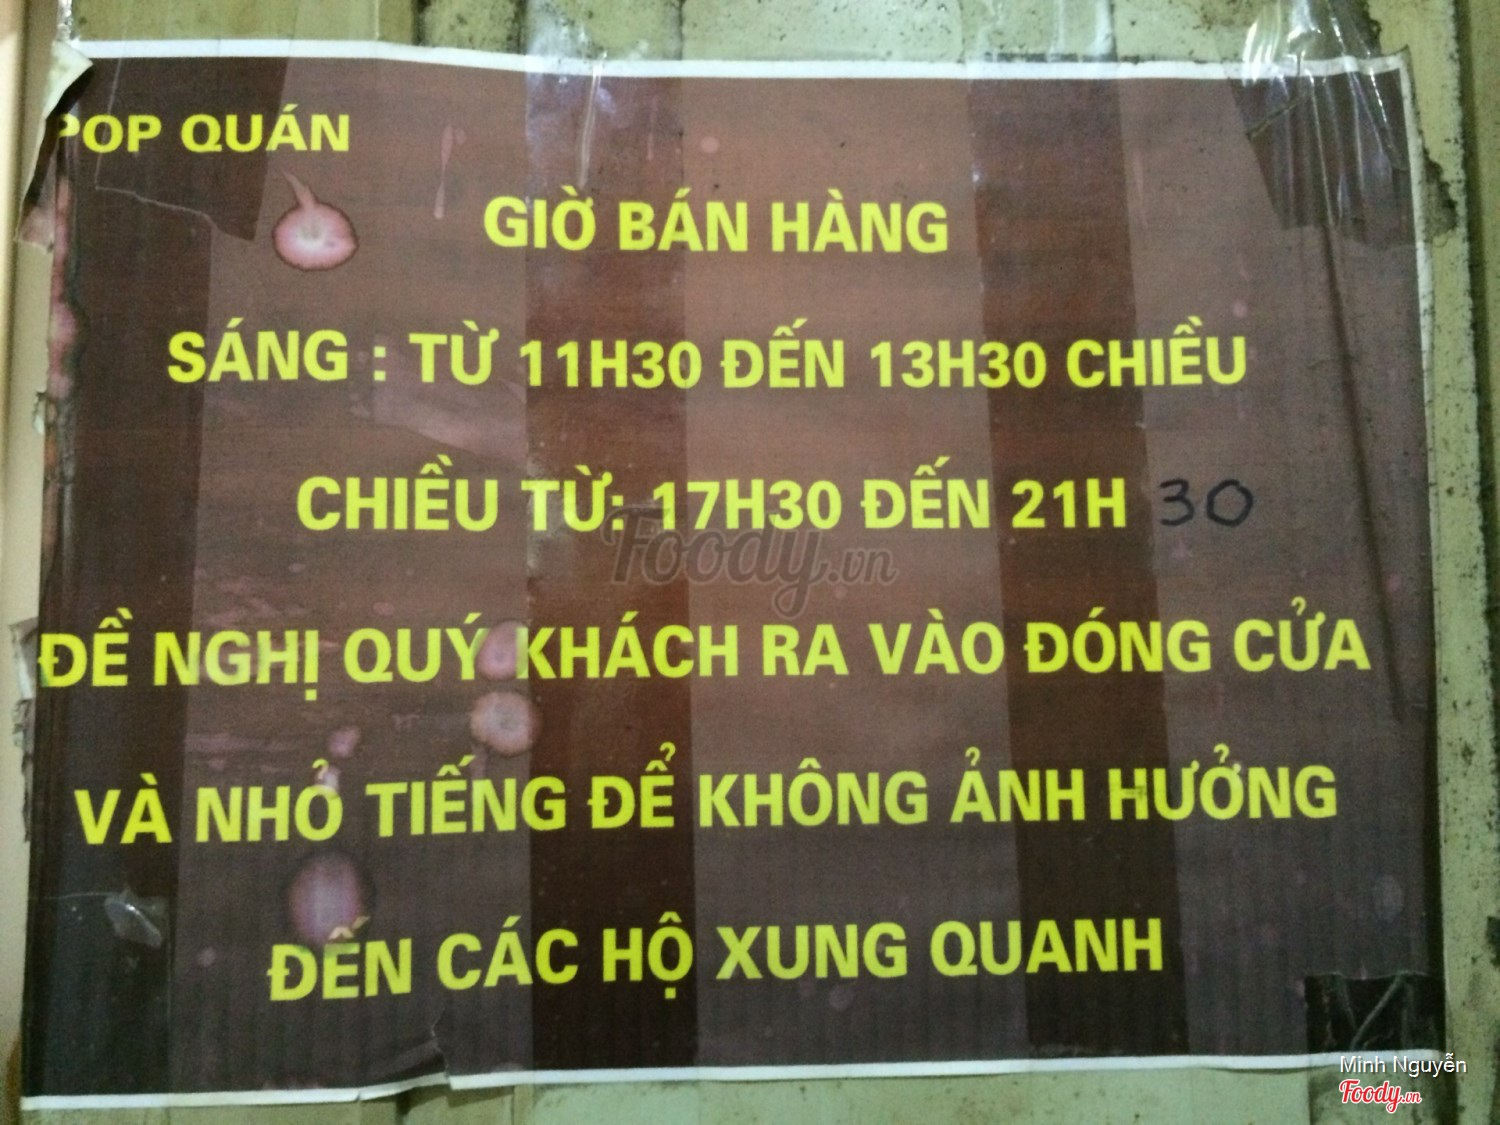 POP QUÁN
GIỜ BÁN HÀNG
SÁNG : TỪ 11H30 ĐẾN 13H30 CHIỀU
CHIỀU TỪ: 17H30 ĐẾN 21H 30
Foody.vn
ĐỀ NGHỊ QUÝ KHÁCH RA VÀO ĐÓNG CỬA
VÀ NHỎ TIẾNG ĐỂ KHÔNG ẢNH HƯỞNG
ĐẾN CÁC HỘ XUNG QUANH
Minh Nguyễn
Foody.vn